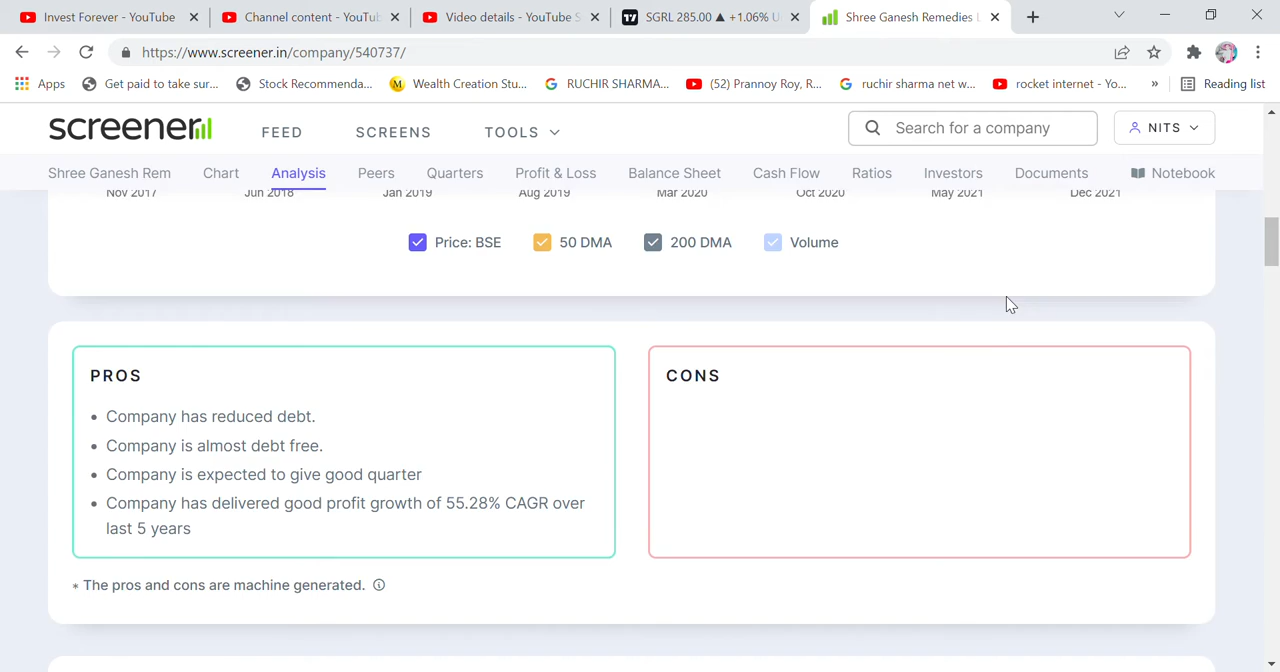 Invest Forever - YouTube
Channel content - YouTu
Video details - YouTube S
SGRL 285.00 ▲ +1.06% U
Shree Ganesh Remedies L
https://www.screener.in/company/540737/
Apps
Get paid to take sur...
Stock Recommenda...
Wealth Creation Stu...
RUCHIR SHARMA...
(52) Prannoy Roy, R...
ruchir sharma net w...
rocket internet - Yo...
»
Reading list
screener
FEED
SCREENS
TOOLS
Search for a company
NITS
Shree Ganesh Rem
Chart
Analysis
Peers
Quarters
Profit & Loss
Balance Sheet
Cash Flow
Ratios
Investors
Documents
Notebook
Nov 2017
Jun 2018
Jan 2019
Aug 2019
Mar 2020
Oct 2020
May 2021
Dec 2021
Price: BSE
50 DMA
200 DMA
Volume
PROS
• Company has reduced debt.
• Company is almost debt free.
• Company is expected to give good quarter
• Company has delivered good profit growth of 55.28% CAGR over
last 5 years
CONS
* The pros and cons are machine generated.